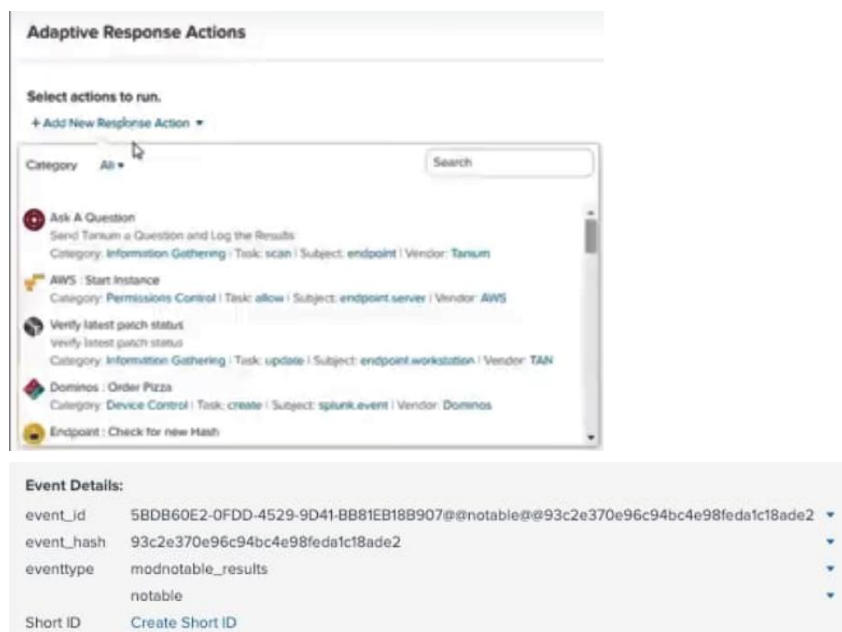 Adaptive Response Actions
Select actions to run.
+ Add New Response Action
Category All Search
Ask A Question
Send Tanium a Question and Log the Results
Category: Information Gathering | Task: scan | Subject: endpoint | Vendor: Tanium
AWS : Start Instance
Category: Permissions Control | Task: allow | Subject: endpoint.server | Vendor: AWS
Verify latest patch status
Verify latest patch status
Category: Information Gathering | Task: update | Subject: endpoint.workstation | Vendor: TAN
Dominos : Order Pizza
Category: Device Control | Task: create | Subject: splunk.event | Vendor: Dominos
Endpoint : Check for new Hash
Event Details:
event_id 5BDB60E2-0FDD-4529-9D41-BB81EB18B907@@notable@@93c2e370e96c94bc4e98feda1c18ade2
event_hash 93c2e370e96c94bc4e98feda1c18ade2
eventtype modnotable_results
notable
Short ID Create Short ID